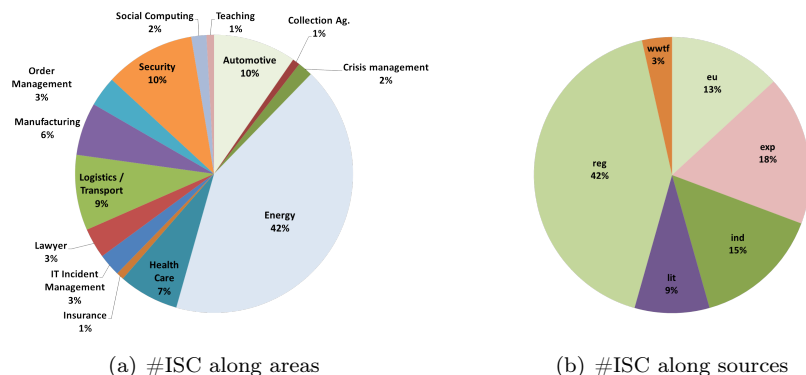 Social Computing
2%
Teaching
1%
Collection Ag.
1%
Automotive
10%
Crisis management
2%
Security
10%
Order
Management
3%
Manufacturing
6%
Logistics /
Transport
9%
Energy
42%
Lawyer
3%
IT Incident
Management
3%
Health
Care
7%
Insurance
1%
wwtf
3%
eu
13%
exp
18%
reg
42%
ind
15%
lit
9%
(a) #ISC along areas
(b) #ISC along sources